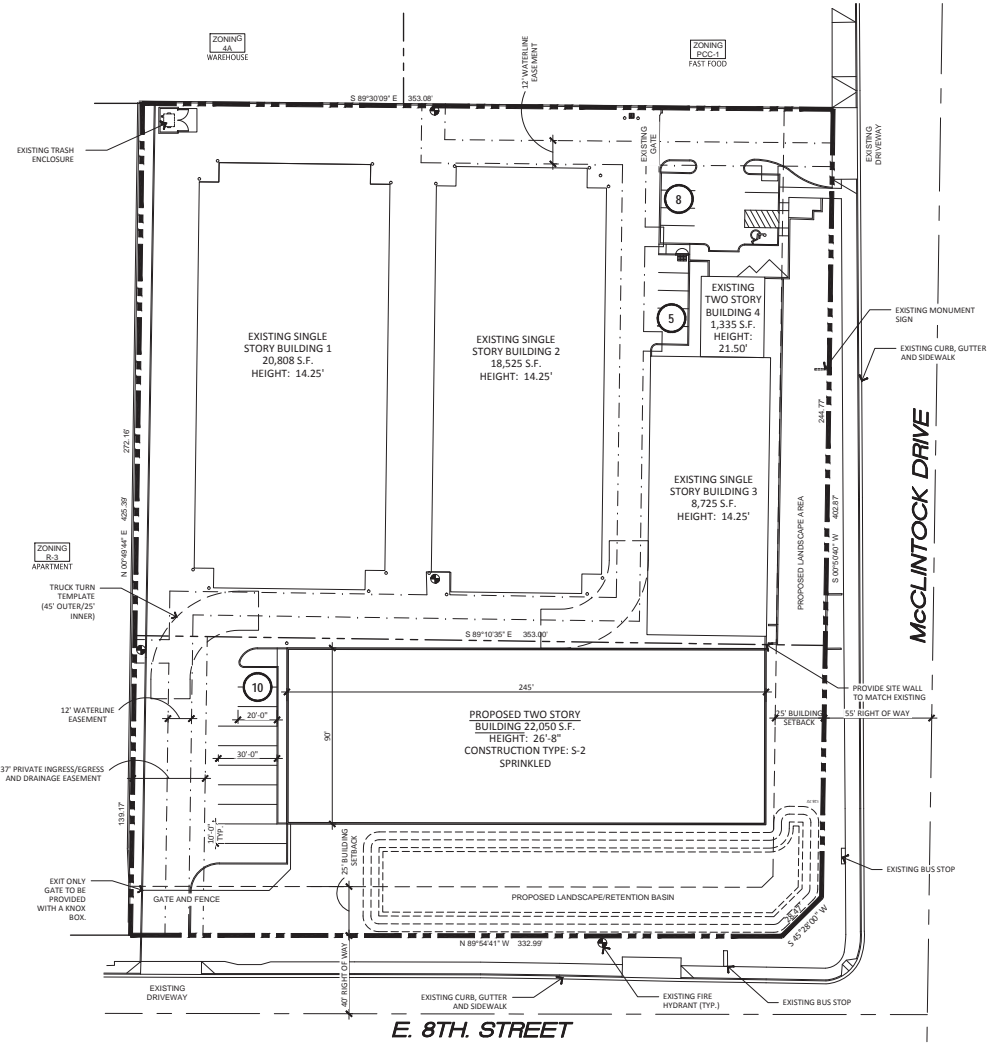 ZONING
4A
WAREHOUSE
12' WATERLINE
EASEMENT
ZONING
PCC-1
FAST FOOD
S 89°30'09" E 353.08'
EXISTING TRASH
ENCLOSURE
EXISTING
GATE
EXISTING
DRIVEWAY
8
5
EXISTING
TWO STORY
BUILDING 4
1,335 S.F.
HEIGHT:
21.50'
EXISTING MONUMENT
SIGN
EXISTING CURB, GUTTER
AND SIDEWALK
EXISTING SINGLE
STORY BUILDING 1
20,808 S.F.
HEIGHT: 14.25'
EXISTING SINGLE
STORY BUILDING 2
18,525 S.F.
HEIGHT: 14.25'
EXISTING SINGLE
STORY BUILDING 3
8,725 S.F.
HEIGHT: 14.25'
272.16'
N 00°49'44" E 425.39'
244.77'
S 00°50'40" W 402.87'
PROPOSED LANDSCAPE AREA
McCLINTOCK DRIVE
ZONING
R-3
APARTMENT
TRUCK TURN
TEMPLATE
(45' OUTER/25'
INNER)
S 89°10'35" E 353.00'
10
245'
20'-0"
30'-0"
90'
10'-0"
TYP.
PROPOSED TWO STORY
BUILDING 22,050 S.F.
HEIGHT: 26'-8"
CONSTRUCTION TYPE: S-2
SPRINKLED
PROVIDE SITE WALL
TO MATCH EXISTING
25' BUILDING
SETBACK
55' RIGHT OF WAY
12' WATERLINE
EASEMENT
37' PRIVATE INGRESS/EGRESS
AND DRAINAGE EASEMENT
139.17'
25' BUILDING
SETBACK
EXIT ONLY
GATE TO BE
PROVIDED
WITH A KNOX
BOX.
GATE AND FENCE
PROPOSED LANDSCAPE/RETENTION BASIN
EXISTING BUS STOP
28.47'
S 45°28'00" W
N 89°54'41" W 332.99'
40' RIGHT OF WAY
EXISTING
DRIVEWAY
EXISTING CURB, GUTTER
AND SIDEWALK
EXISTING FIRE
HYDRANT (TYP.)
EXISTING BUS STOP
E. 8TH. STREET